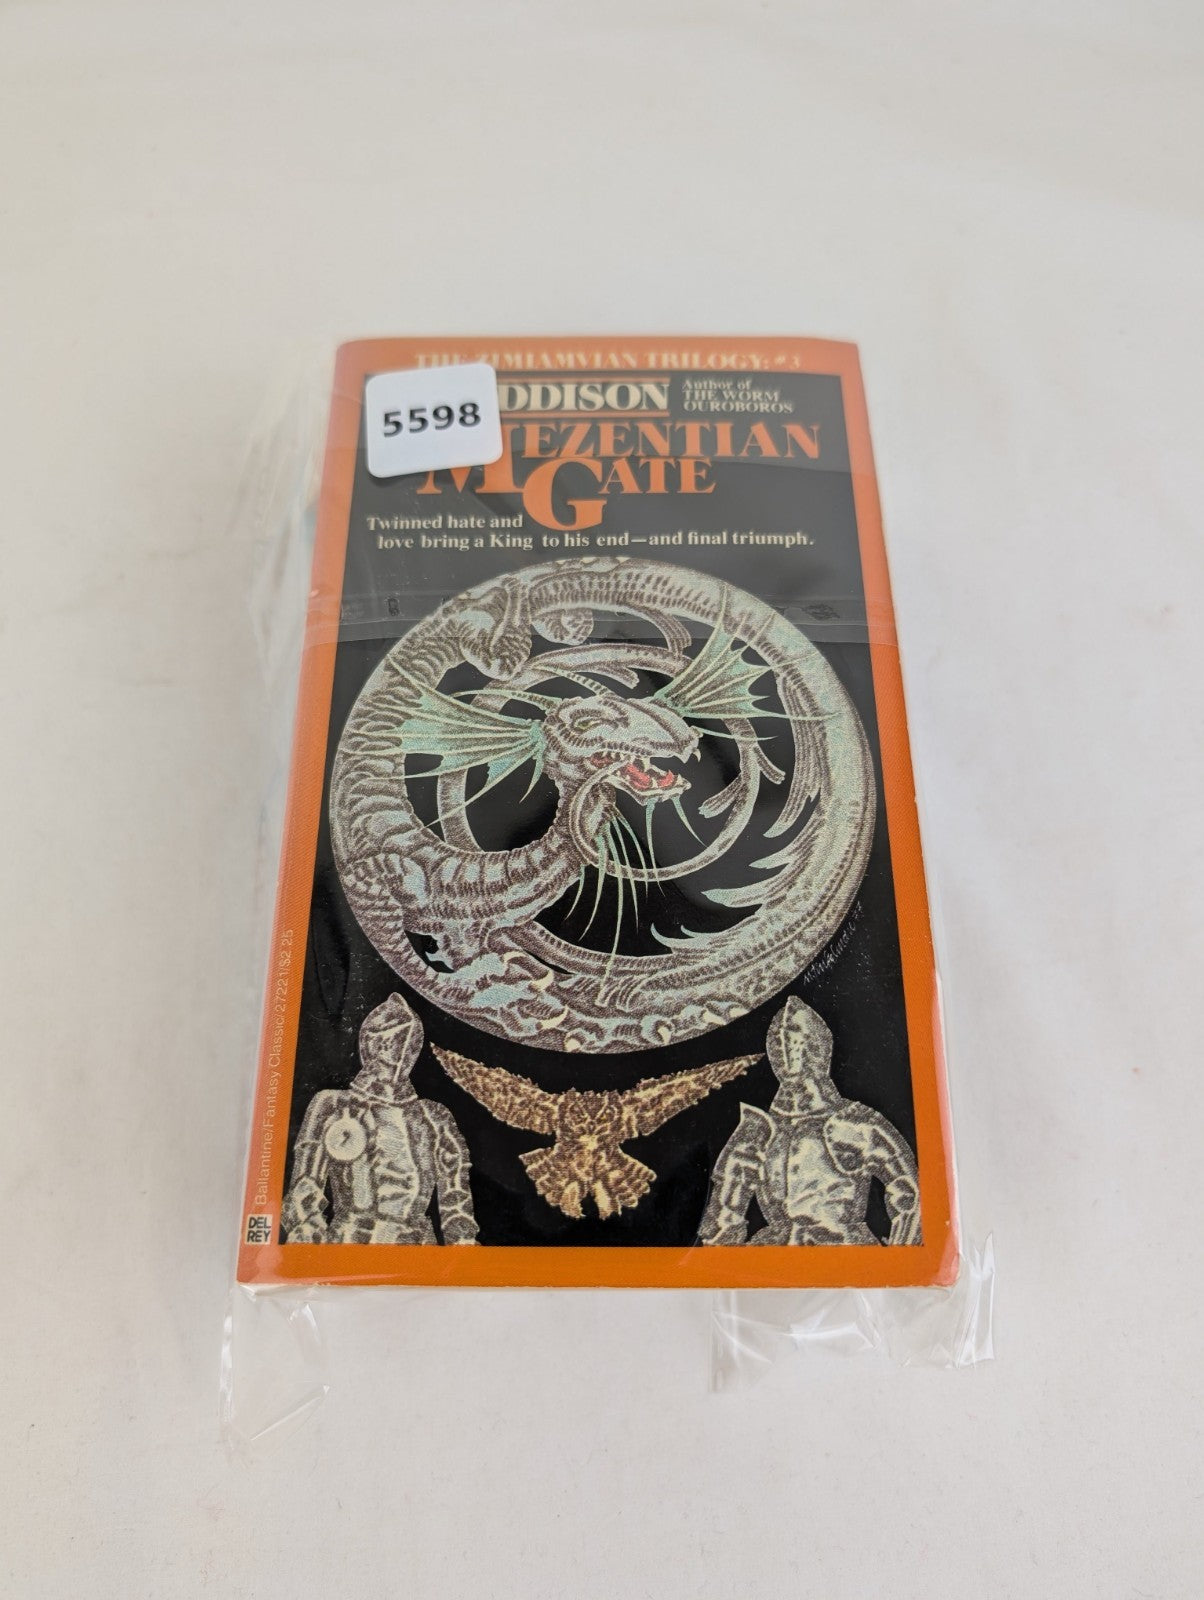 THE ZIMIAMVIAN TRILOGY: #3
5598
DDISON
Author of
THE WORM
OUROBOROS
MEZENTIAN
GATE
Twinned hate and
love bring a King to his end—and final triumph.
Ballantine/Fantasy Classic/27221/$2.25
DEL
REY